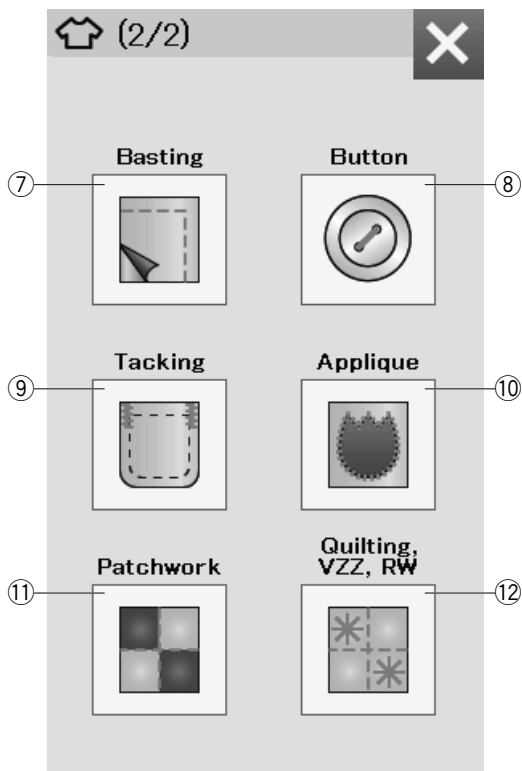 (2/2)
Basting
Button
⑦
⑧
Tacking
Applique
⑨
⑩
Patchwork
Quilting,
VZZ, RW
⑪
⑫